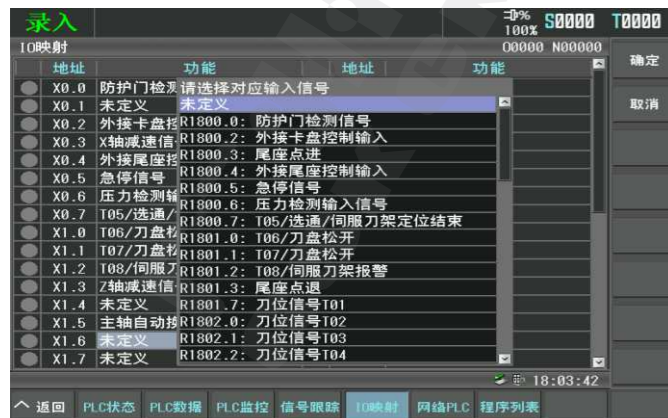 录入 100% S0000 T0000
IO映射 O0000 N00000
地址 功能 地址 功能 确定
取消
X0.0 防护门检测
X0.1 未定义
X0.2 外接卡盘控
X0.3 X轴减速信
X0.4 外接尾座控
X0.5 急停信号
X0.6 压力检测输
X0.7 T05/选通/
X1.0 T06/刀盘松
X1.1 T07/刀盘松
X1.2 T08/伺服刀
X1.3 Z轴减速信
X1.4 未定义
X1.5 主轴自动换
X1.6 未定义
X1.7 未定义
请选择对应输入信号
未定义
R1800.0: 防护门检测信号
R1800.2: 外接卡盘控制输入
R1800.3: 尾座点进
R1800.4: 外接尾座控制输入
R1800.5: 急停信号
R1800.6: 压力检测输入信号
R1800.7: T05/选通/伺服刀架定位结束
R1801.0: T06/刀盘松开
R1801.1: T07/刀盘松开
R1801.2: T08/伺服刀架报警
R1801.3: 尾座点退
R1801.7: 刀位信号T01
R1802.0: 刀位信号T02
R1802.1: 刀位信号T03
R1802.2: 刀位信号T04
18:03:42
返回 PLC状态 PLC数据 PLC监控 信号跟踪 IO映射 网络PLC 程序列表